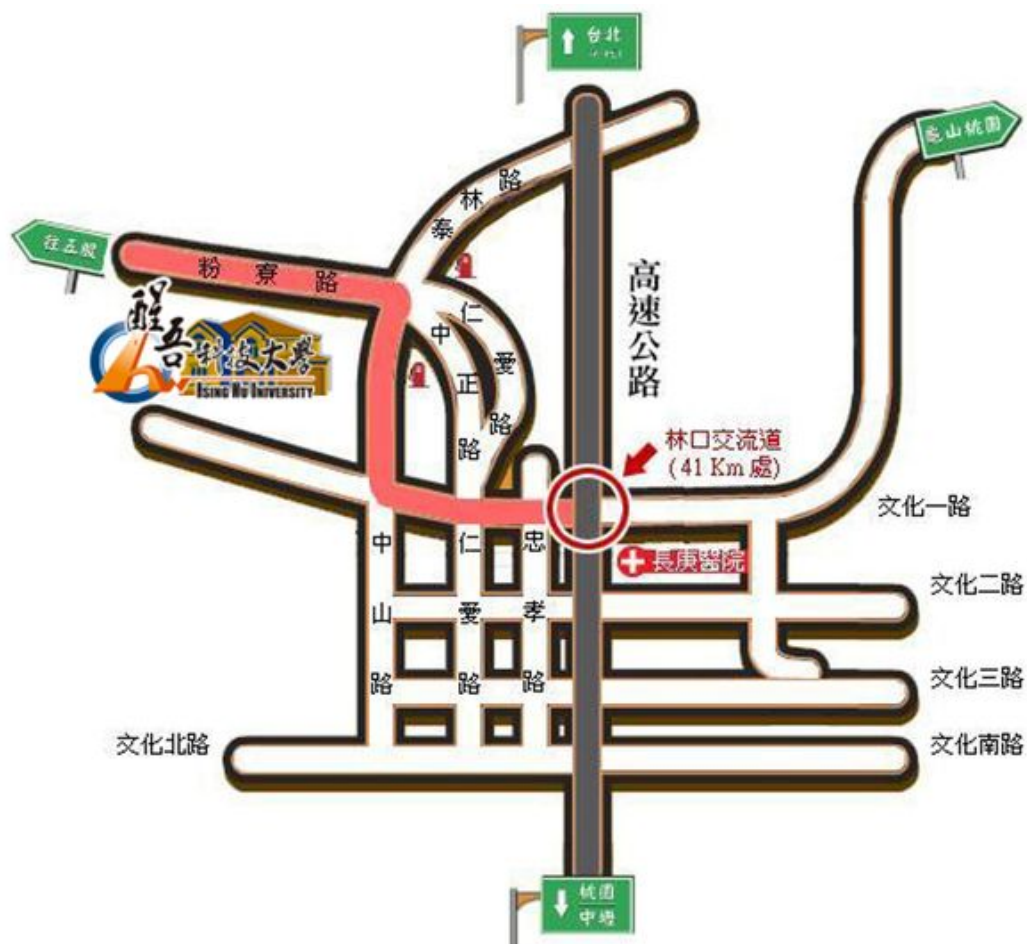 台北
龜山桃園
林
路
泰
往五股
粉寮路
高速公路
仁愛路
中正路
醒吾科技大學
HSING WU UNIVERSITY
林口交流道
(41 Km 處)
文化一路
長庚醫院
中山路
仁愛路
忠孝路
文化二路
文化三路
文化北路
文化南路
桃園
中壢